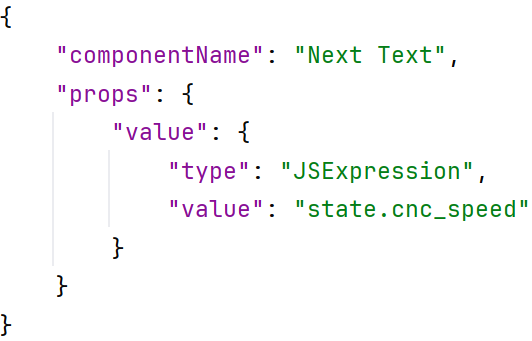 {
    "componentName": "Next Text",
    "props": {
        "value": {
            "type": "JSExpression",
            "value": "state.cnc_speed"
        }
    }
}